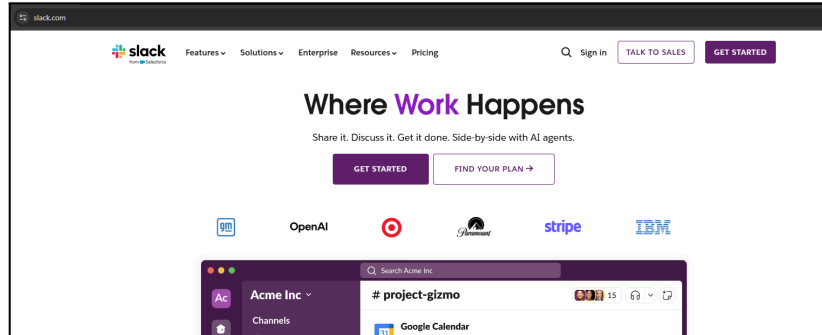 slack.com
slack
from Salesforce
Features Solutions Enterprise Resources Pricing Sign in TALK TO SALES GET STARTED
Where Work Happens
Share it. Discuss it. Get it done. Side-by-side with AI agents.
GET STARTED FIND YOUR PLAN →
gm OpenAI Paramount stripe IBM
Search Acme Inc
Ac Acme Inc # project-gizmo 15
Channels
31 Google Calendar